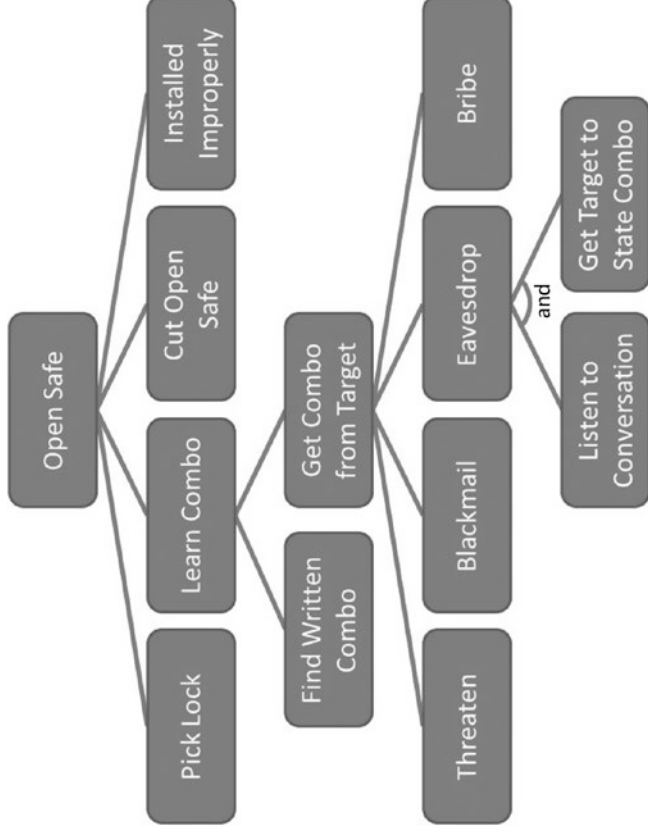 Open Safe
Pick Lock
Learn Combo
Cut Open
Safe
Installed
Improperly
Find Written
Combo
Get Combo
from Target
Threaten
Blackmail
Eavesdrop
Bribe
and
Listen to
Conversation
Get Target to
State Combo